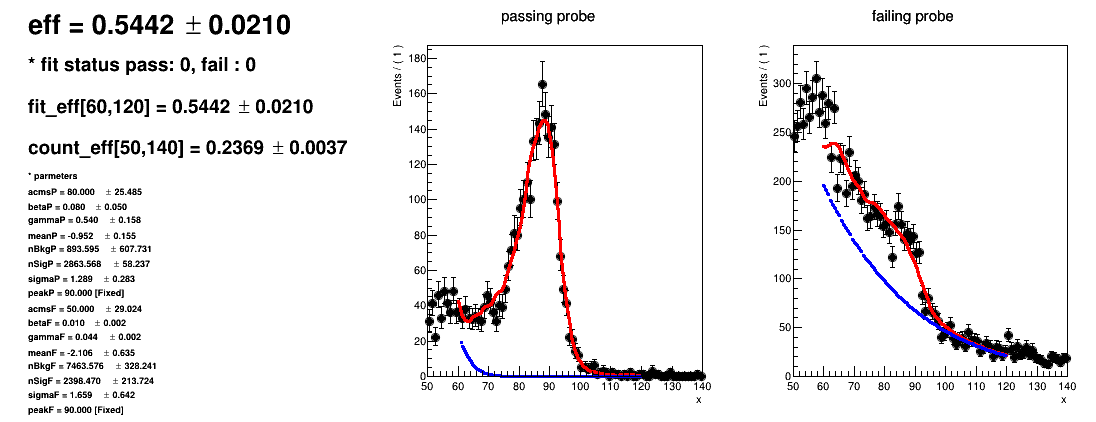 eff = 0.5442 ± 0.0210
* fit status pass: 0, fail : 0
fit_eff[60,120] = 0.5442 ± 0.0210
count_eff[50,140] = 0.2369 ± 0.0037
* parmeters
acmsP = 80.000 ± 25.485
betaP = 0.080 ± 0.050
gammaP = 0.540 ± 0.158
meanP = -0.952 ± 0.155
nBkgP = 893.595 ± 607.731
nSigP = 2863.568 ± 58.237
sigmaP = 1.289 ± 0.283
peakP = 90.000 [Fixed]
acmsF = 50.000 ± 29.024
betaF = 0.010 ± 0.002
gammaF = 0.044 ± 0.002
meanF = -2.106 ± 0.635
nBkgF = 7463.576 ± 328.241
nSigF = 2398.470 ± 213.724
sigmaF = 1.659 ± 0.642
peakF = 90.000 [Fixed]
passing probe
Events / ( 1 )
180
160
140
120
100
80
60
40
20
0
50 60 70 80 90 100 110 120 130 140
x
failing probe
Events / ( 1 )
300
250
200
150
100
50
0
50 60 70 80 90 100 110 120 130 140
x